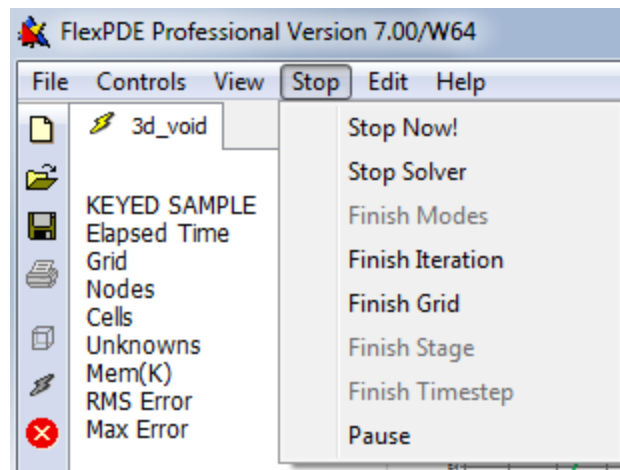 FlexPDE Professional Version 7.00/W64
File Controls View Stop Edit Help
3d_void
Stop Now!
Stop Solver
Finish Modes
Finish Iteration
Finish Grid
Finish Stage
Finish Timestep
Pause
KEYED SAMPLE
Elapsed Time
Grid
Nodes
Cells
Unknowns
Mem(K)
RMS Error
Max Error